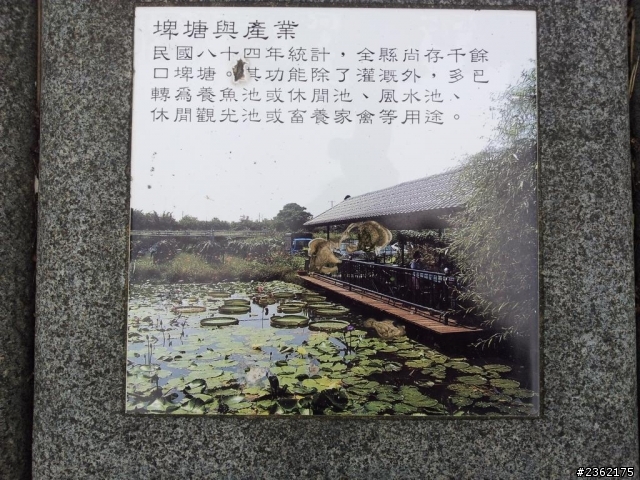 埤塘與產業
民國八十四年統計，全縣尚存千餘
口埤塘。其功能除了灌溉外，多已
轉為養魚池或休閒池、風水池、
休閒觀光池或畜養家禽等用途。
#2362175